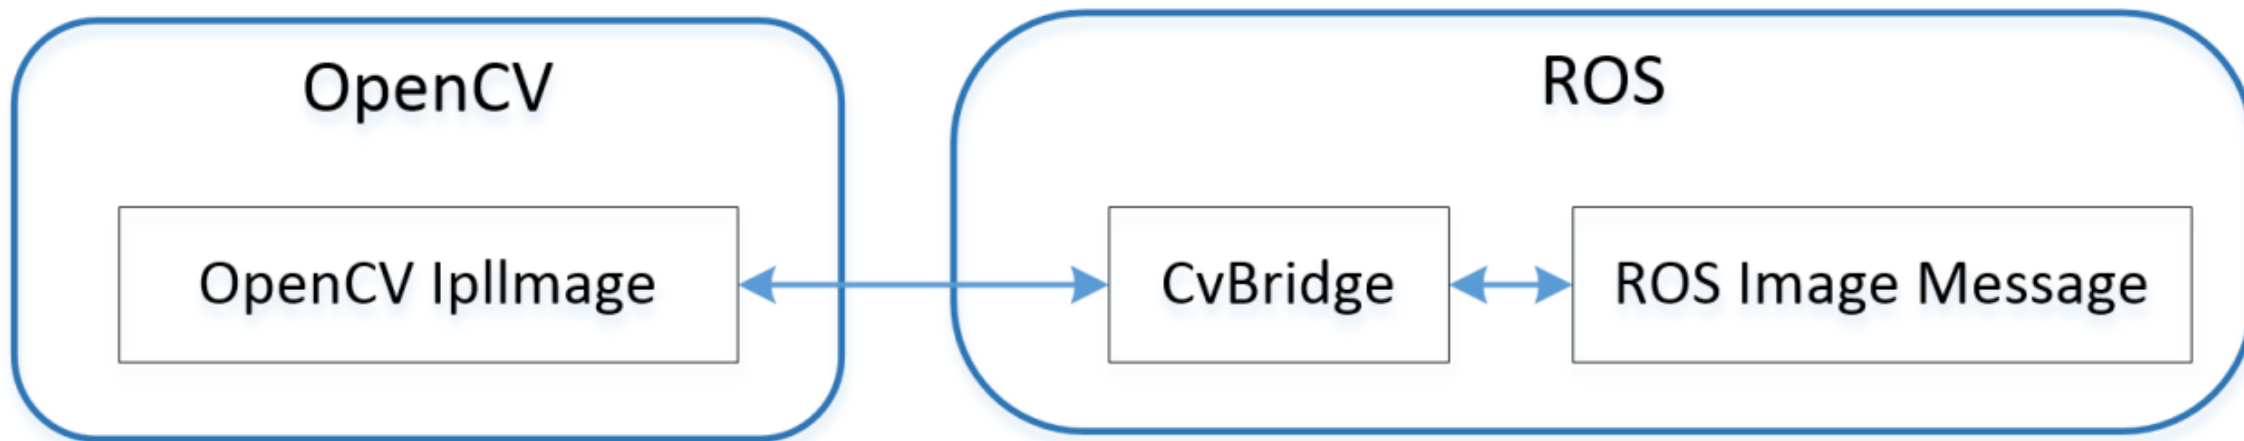 OpenCV
ROS
OpenCV IplImage
CvBridge
ROS Image Message